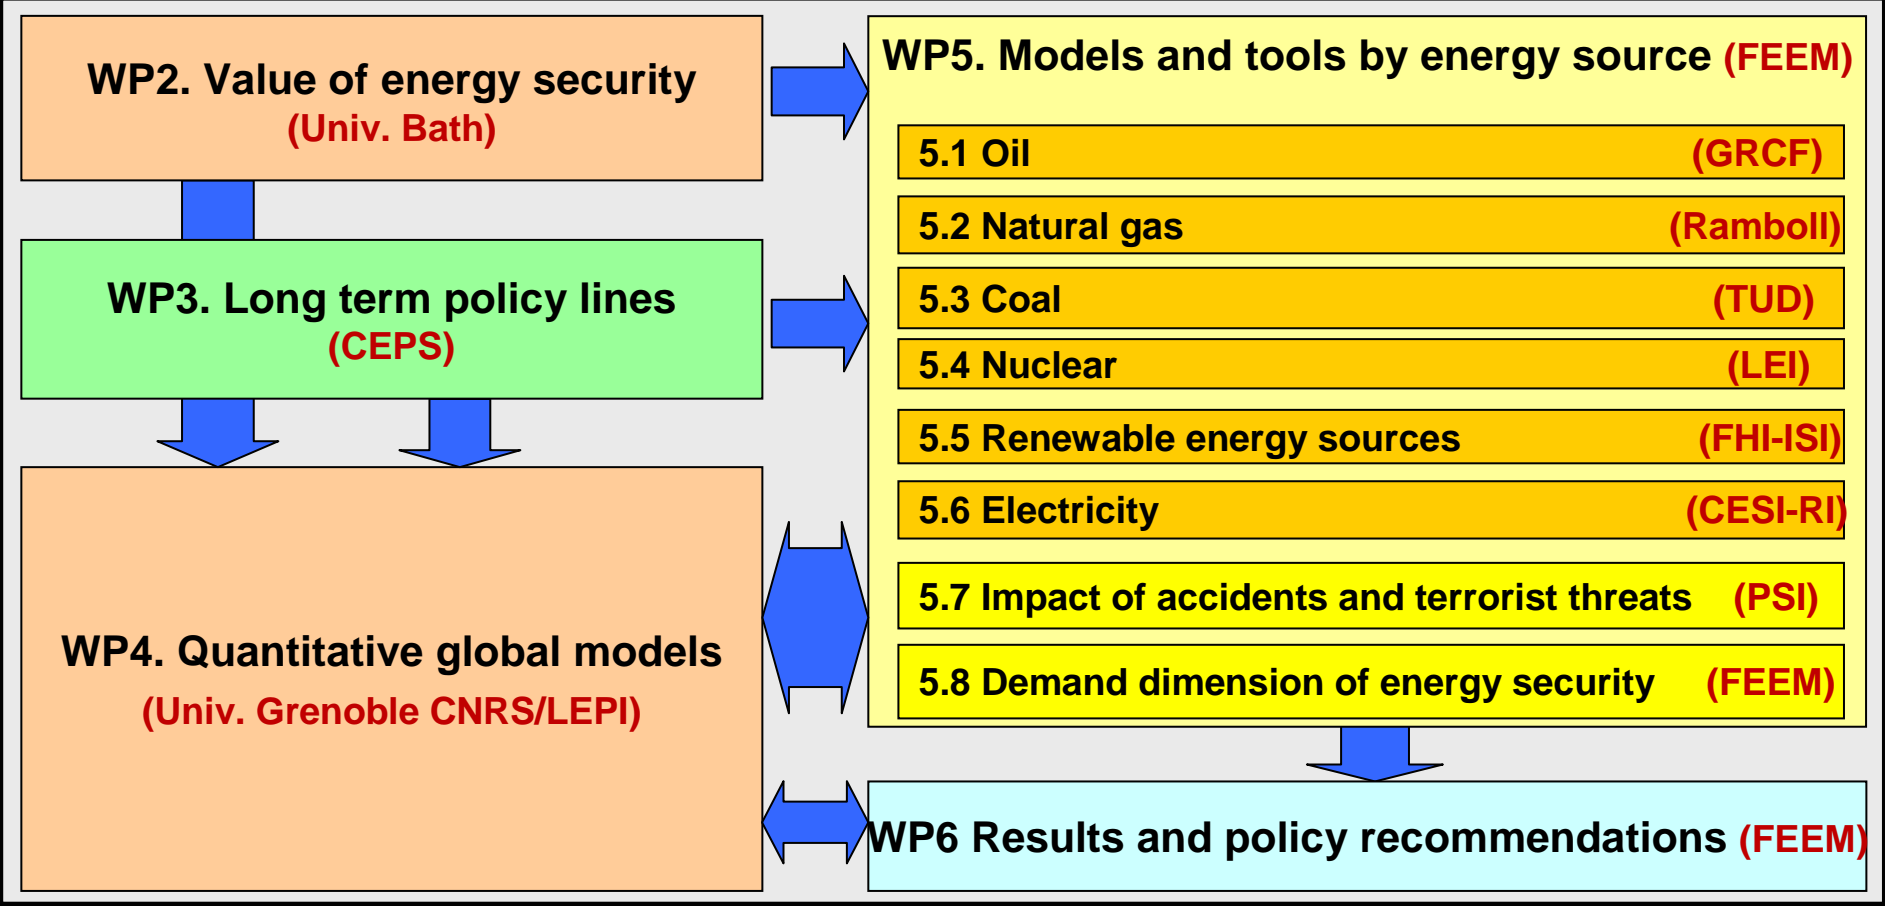 WP2. Value of energy security
(Univ. Bath)
WP3. Long term policy lines
(CEPS)
WP4. Quantitative global models
(Univ. Grenoble CNRS/LEPI)
WP5. Models and tools by energy source (FEEM)
5.1 Oil (GRCF)
5.2 Natural gas (Ramboll)
5.3 Coal (TUD)
5.4 Nuclear (LEI)
5.5 Renewable energy sources (FHI-ISI)
5.6 Electricity (CESI-RI)
5.7 Impact of accidents and terrorist threats (PSI)
5.8 Demand dimension of energy security (FEEM)
WP6 Results and policy recommendations (FEEM)